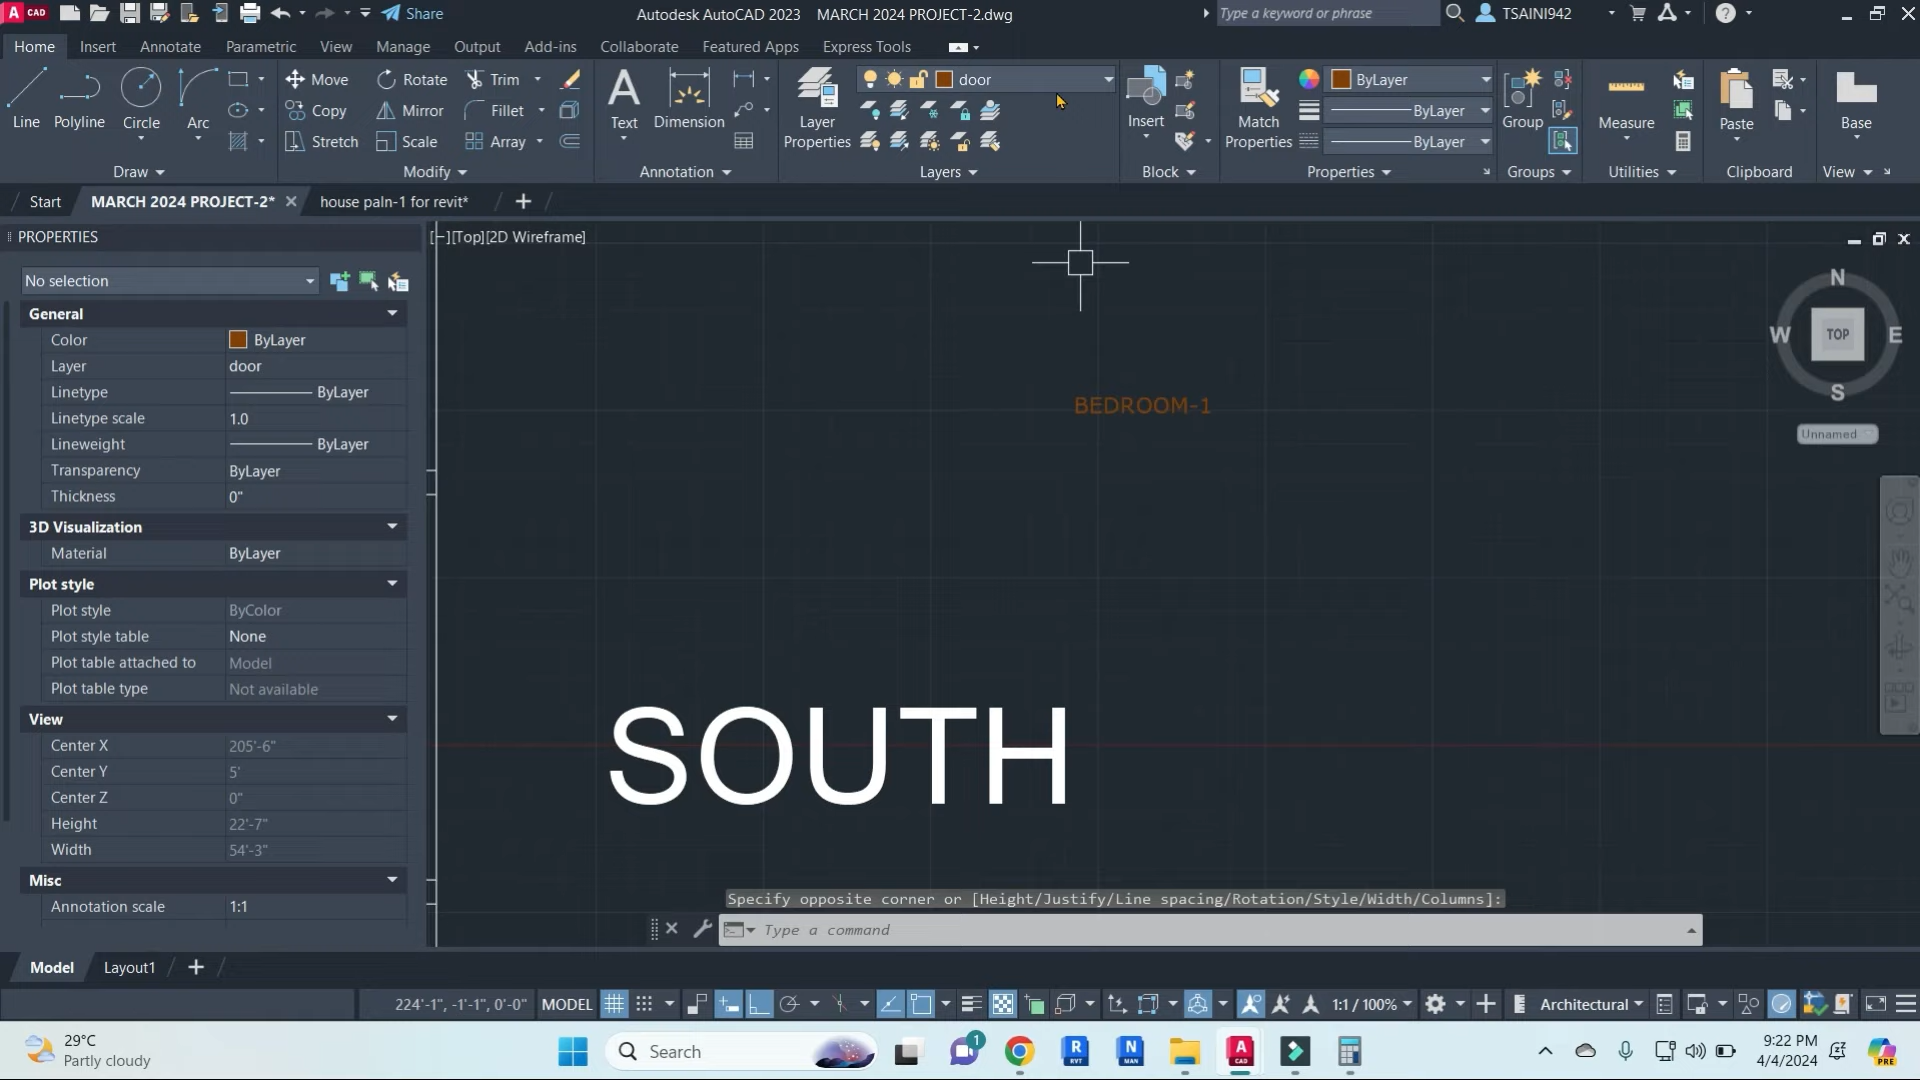 CAD Share Autodesk AutoCAD 2023 MARCH 2024 PROJECT-2.dwg Type a keyword or phrase TSAINI942
Home Insert Annotate Parametric View Manage Output Add-ins Collaborate Featured Apps Express Tools
Line Polyline Circle Arc
Move Rotate Trim
Copy Mirror Fillet
Stretch Scale Array
Text Dimension
Layer Properties
door
Insert
Match Properties
ByLayer
ByLayer
ByLayer
Group Measure Paste Base
Draw Modify Annotation Layers Block Properties Groups Utilities Clipboard View
Start MARCH 2024 PROJECT-2* house paln-1 for revit*
PROPERTIES
[−][Top][2D Wireframe]
No selection
General
Color ByLayer
Layer door
Linetype ByLayer
Linetype scale 1.0
Lineweight ByLayer
Transparency ByLayer
Thickness 0"
3D Visualization
Material ByLayer
Plot style
Plot style ByColor
Plot style table None
Plot table attached to Model
Plot table type Not available
View
Center X 205'-6"
Center Y 5'
Center Z 0"
Height 22'-7"
Width 54'-3"
Misc
Annotation scale 1:1
N
W TOP E
S
Unnamed
BEDROOM-1
SOUTH
Specify opposite corner or [Height/Justify/Line spacing/Rotation/Style/Width/Columns]:
Type a command
Model Layout1
224'-1", -1'-1", 0'-0" MODEL 1:1 / 100% Architectural
29°C
Partly cloudy
Search
1
RVT
MAN
CAD
9:22 PM
4/4/2024
PRE